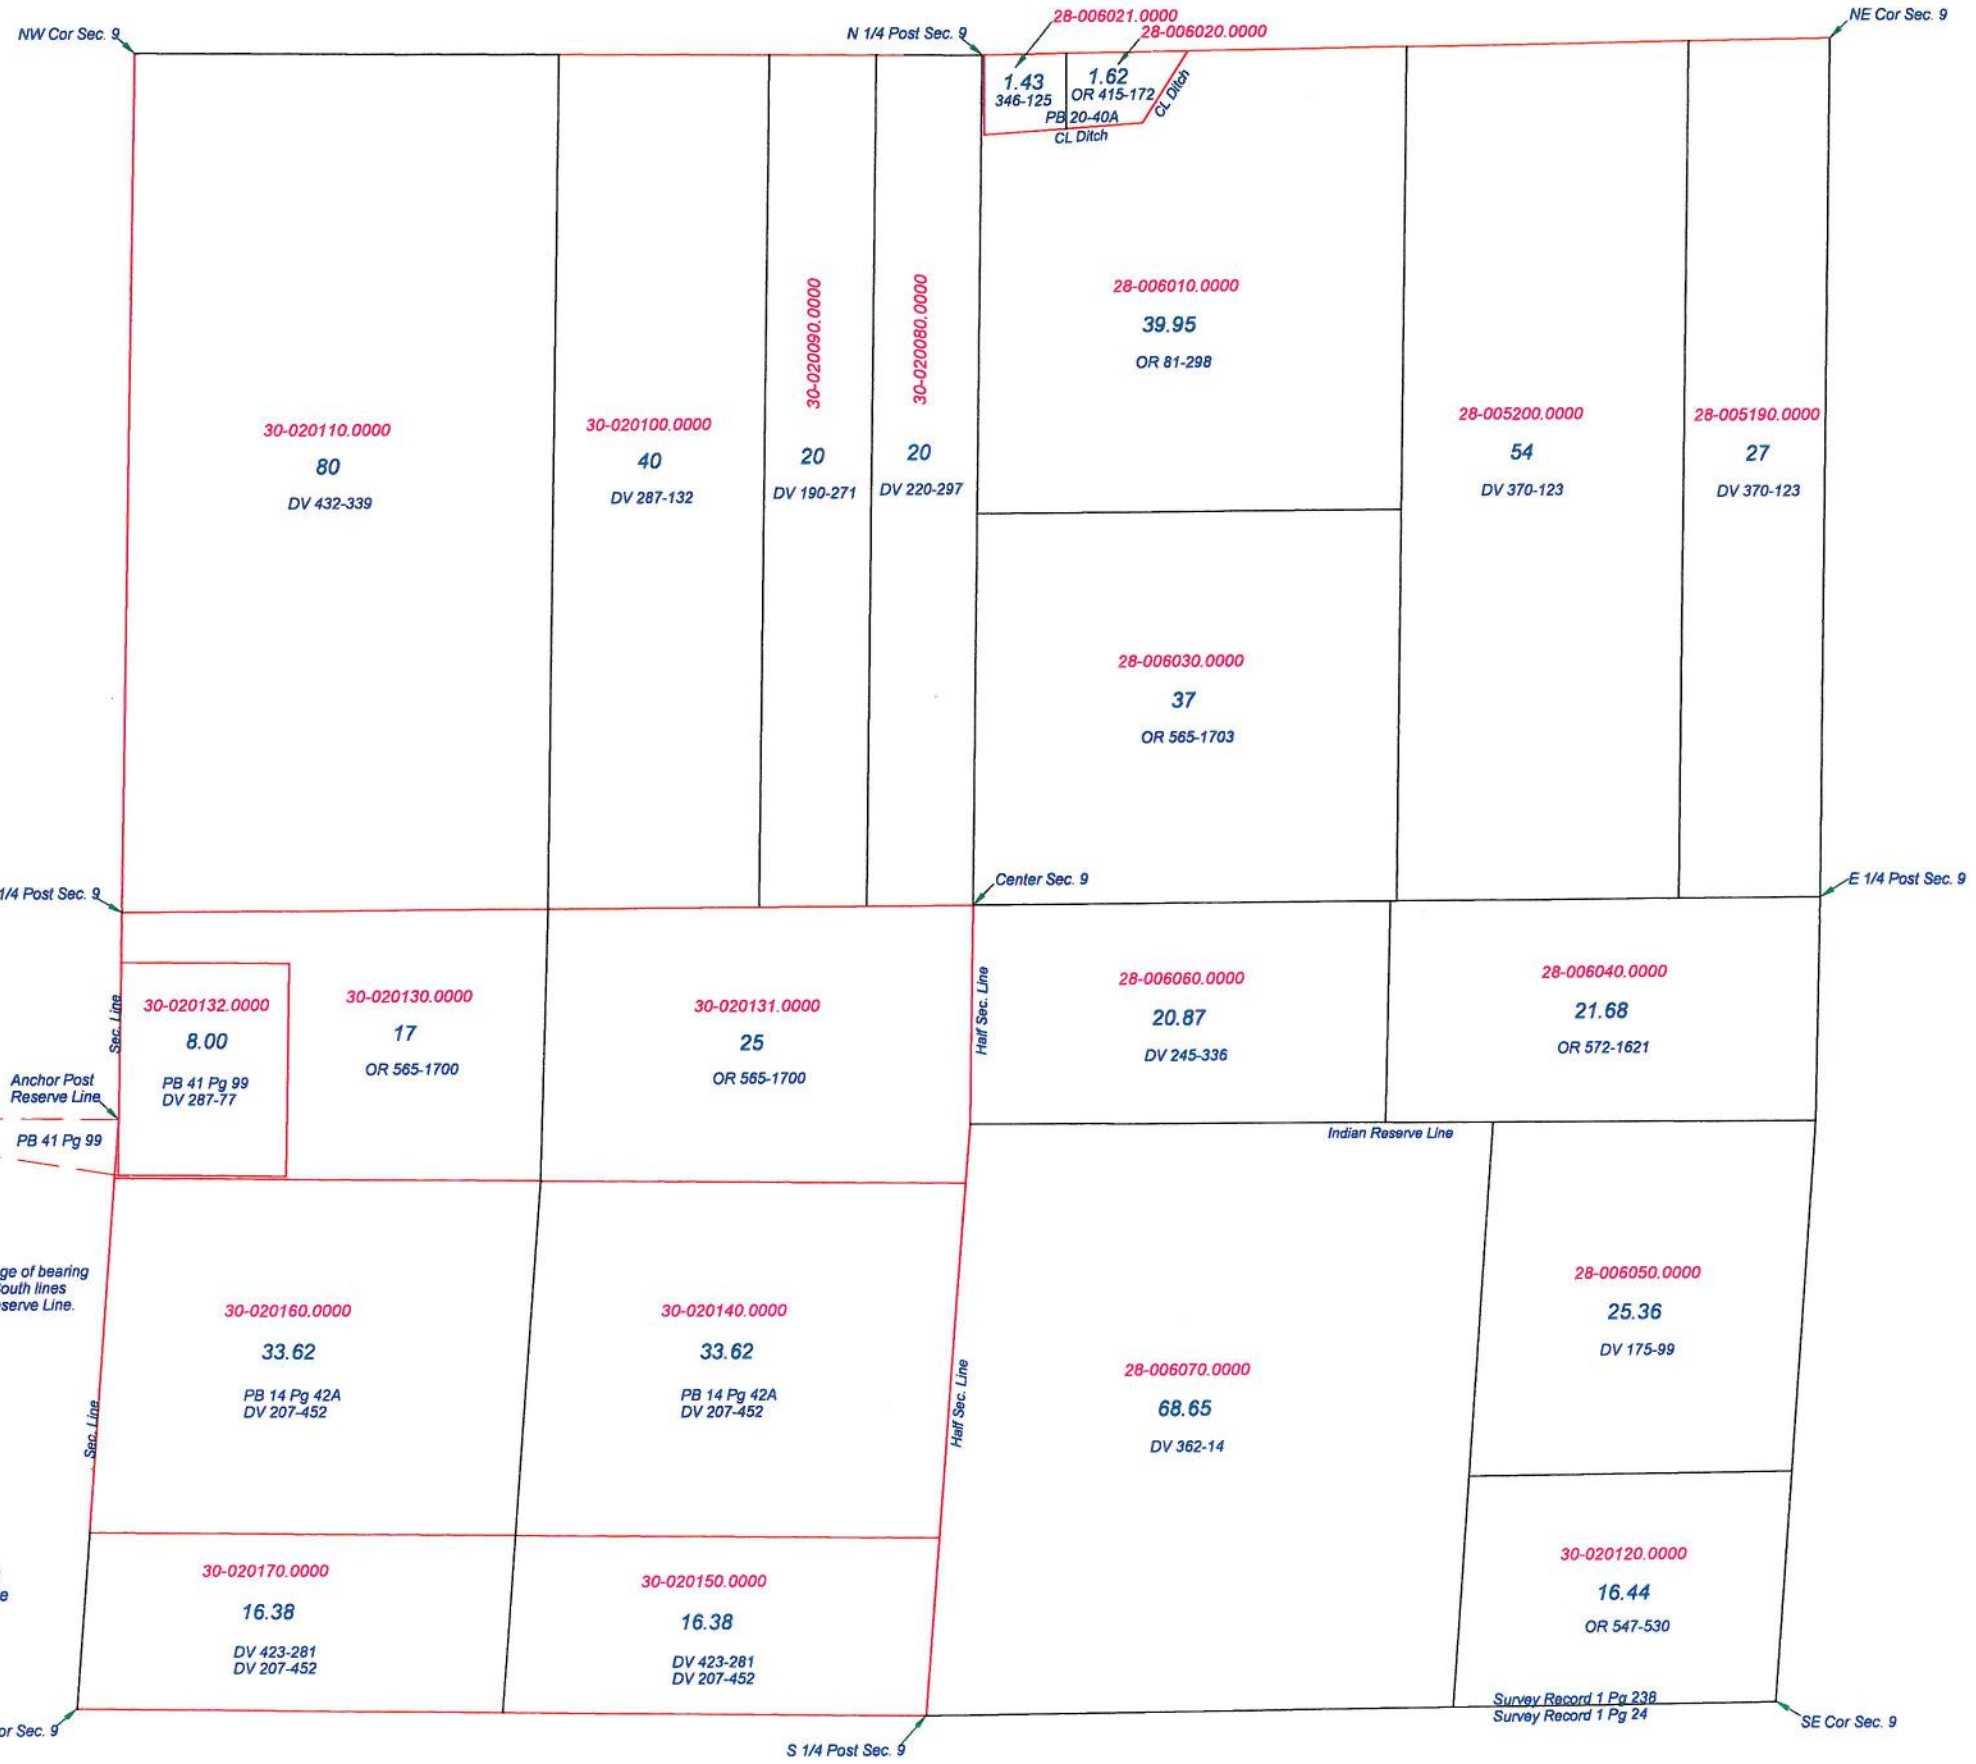 NW Cor Sec. 9
N 1/4 Post Sec. 9
28-006021.0000
28-006020.0000
NE Cor Sec. 9
1.43
346-125
1.62
OR 415-172
PB 20-40A
CL Ditch
CL Ditch
30-020110.0000
80
DV 432-339
30-020100.0000
40
DV 287-132
30-020090.0000
20
DV 190-271
30-020080.0000
20
DV 220-297
28-006010.0000
39.95
OR 81-298
28-005200.0000
54
DV 370-123
28-005190.0000
27
DV 370-123
28-006030.0000
37
OR 565-1703
1/4 Post Sec. 9
Center Sec. 9
E 1/4 Post Sec. 9
Sec. Line
30-020132.0000
8.00
PB 41 Pg 99
DV 287-77
30-020130.0000
17
OR 565-1700
30-020131.0000
25
OR 565-1700
Half Sec. Line
28-006060.0000
20.87
DV 245-336
28-006040.0000
21.68
OR 572-1621
Anchor Post
Reserve Line
PB 41 Pg 99
Indian Reserve Line
ge of bearing
outh lines
serve Line.
30-020160.0000
33.62
PB 14 Pg 42A
DV 207-452
30-020140.0000
33.62
PB 14 Pg 42A
DV 207-452
Sec. Line
Half Sec. Line
28-006070.0000
68.65
DV 362-14
28-006050.0000
25.36
DV 175-99
e
30-020170.0000
16.38
DV 423-281
DV 207-452
30-020150.0000
16.38
DV 423-281
DV 207-452
30-020120.0000
16.44
OR 547-530
Survey Record 1 Pg 238
Survey Record 1 Pg 24
or Sec. 9
S 1/4 Post Sec. 9
SE Cor Sec. 9